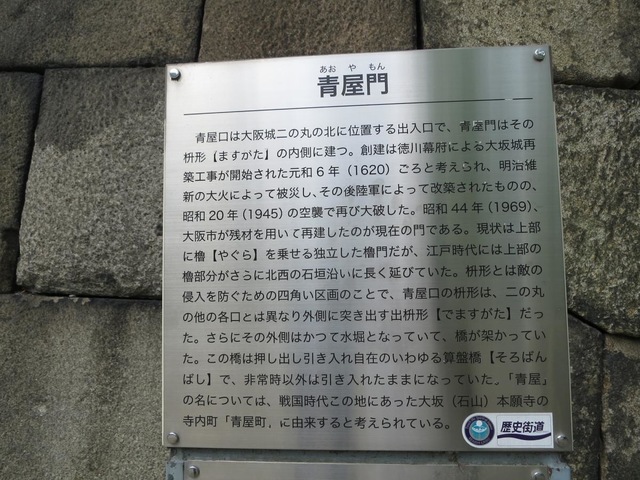 あおやもん
青屋門
青屋口は大阪城二の丸の北に位置する出入口で、青屋門はその
枡形【ますがた】の内側に建つ。創建は徳川幕府による大坂城再
築工事が開始された元和6年（1620）ごろと考えられ、明治維
新の大火によって被災し、その後陸軍によって改築されたものの、
昭和20年（1945）の空襲で再び大破した。昭和44年（1969）、
大阪市が残材を用いて再建したのが現在の門である。現状は上部
に櫓【やぐら】を乗せる独立した櫓門だが、江戸時代には上部の
櫓部分がさらに北西の石垣沿いに長く延びていた。枡形とは敵の
侵入を防ぐための四角い区画のことで、青屋口の枡形は、二の丸
の他の各口とは異なり外側に突き出す出枡形【でますがた】だっ
た。さらにその外側はかつて水堀となっていて、橋が架かってい
た。この橋は押し出し引き入れ自在のいわゆる算盤橋【そろばん
ばし】で、非常時以外は引き入れたままになっていた。「青屋」
の名については、戦国時代この地にあった大坂（石山）本願寺の
寺内町「青屋町」に由来すると考えられている。
歴史街道